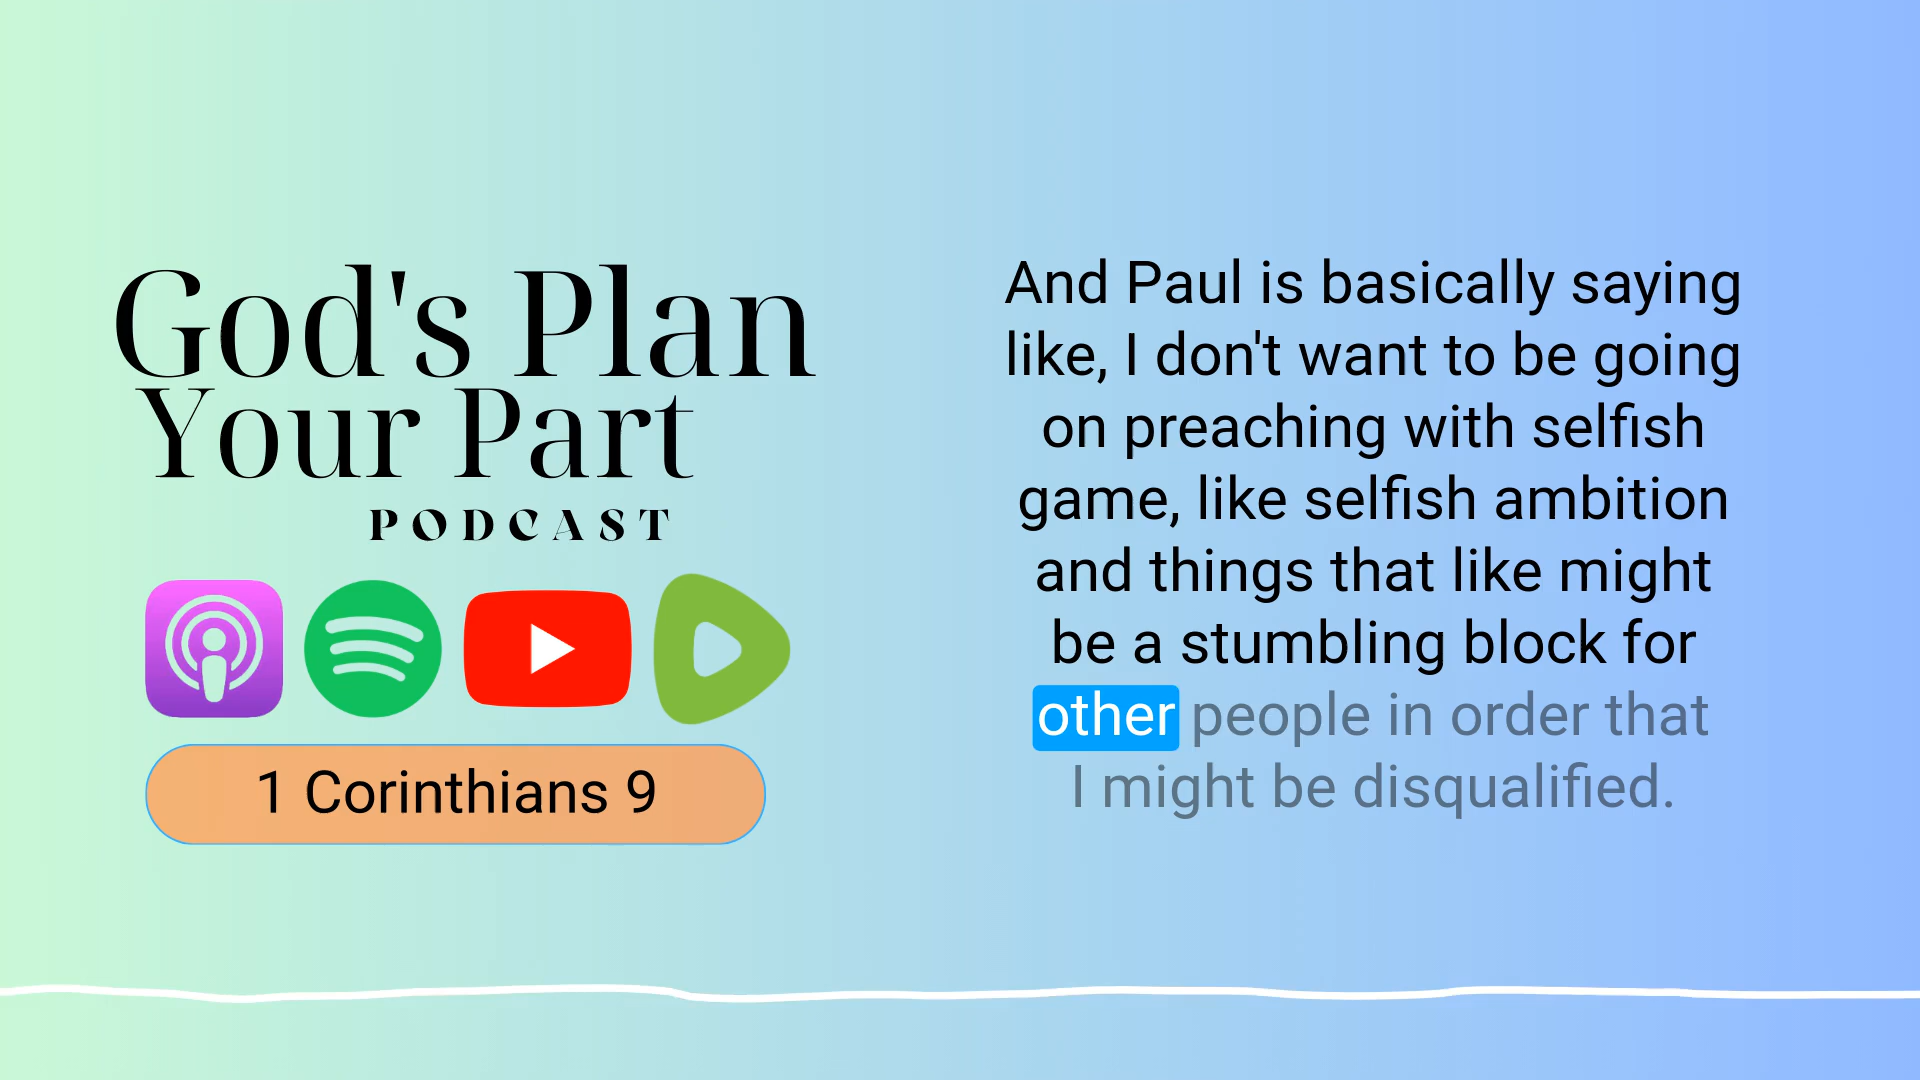 God's Plan
Your Part
PODCAST
1 Corinthians 9
And Paul is basically saying
like, I don't want to be going
on preaching with selfish
game, like selfish ambition
and things that like might
be a stumbling block for
other people in order that
I might be disqualified.